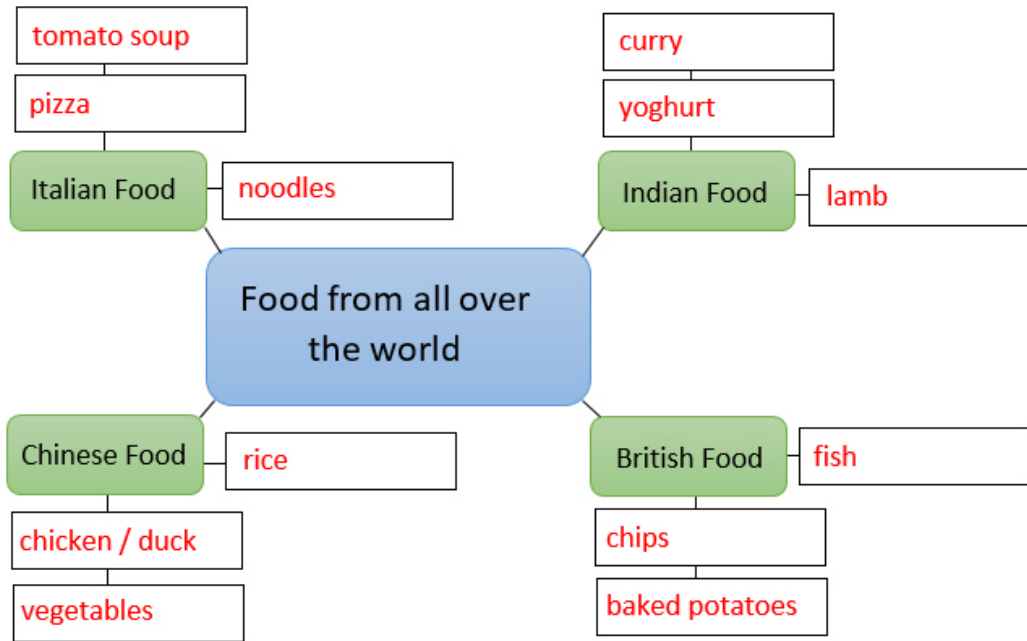 tomato soup
pizza
Italian Food
noodles
curry
yoghurt
Indian Food
lamb
Food from all over
the world
Chinese Food
rice
chicken / duck
vegetables
British Food
fish
chips
baked potatoes